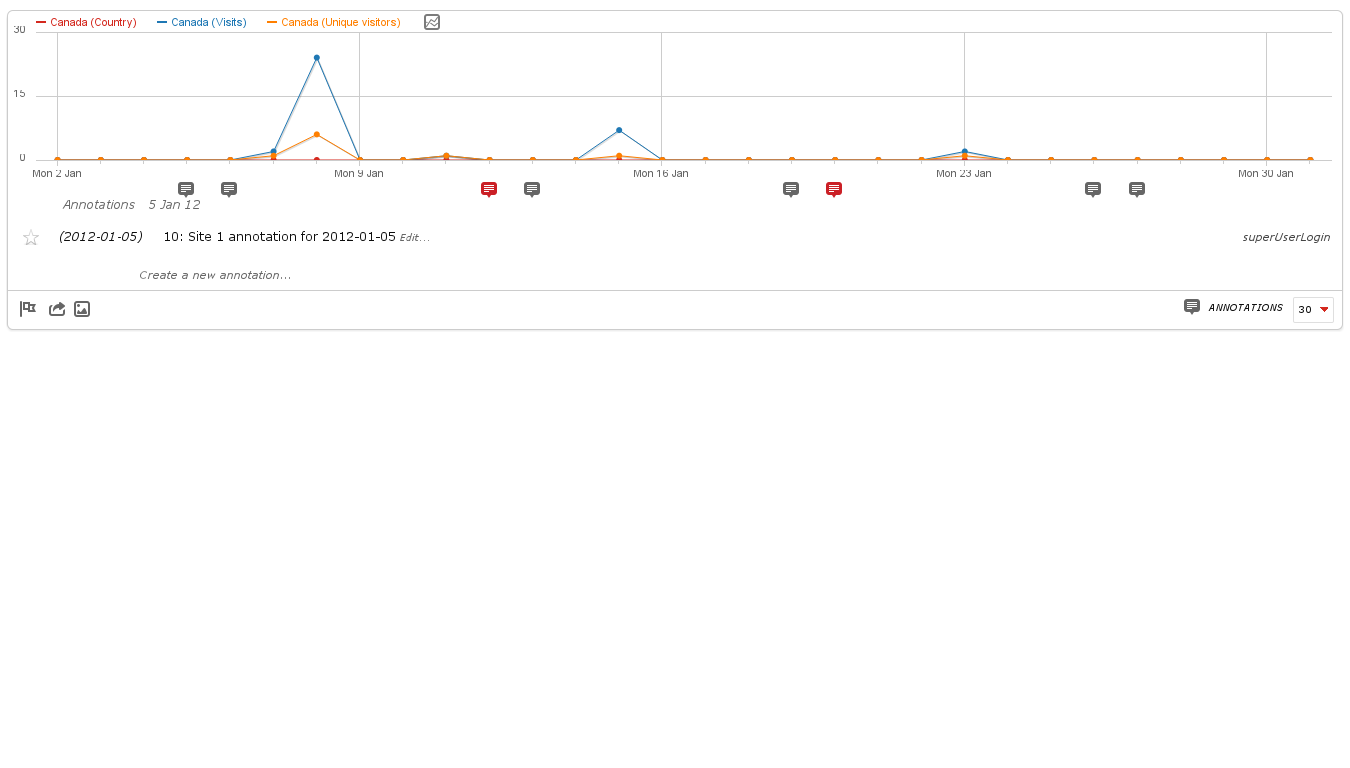 Canada (Country) Canada (Visits) Canada (Unique visitors)
30
15
0
Mon 2 Jan Mon 9 Jan Mon 16 Jan Mon 23 Jan Mon 30 Jan
Annotations 5 Jan 12
(2012-01-05) 10: Site 1 annotation for 2012-01-05 Edit... superUserLogin
Create a new annotation...
ANNOTATIONS 30